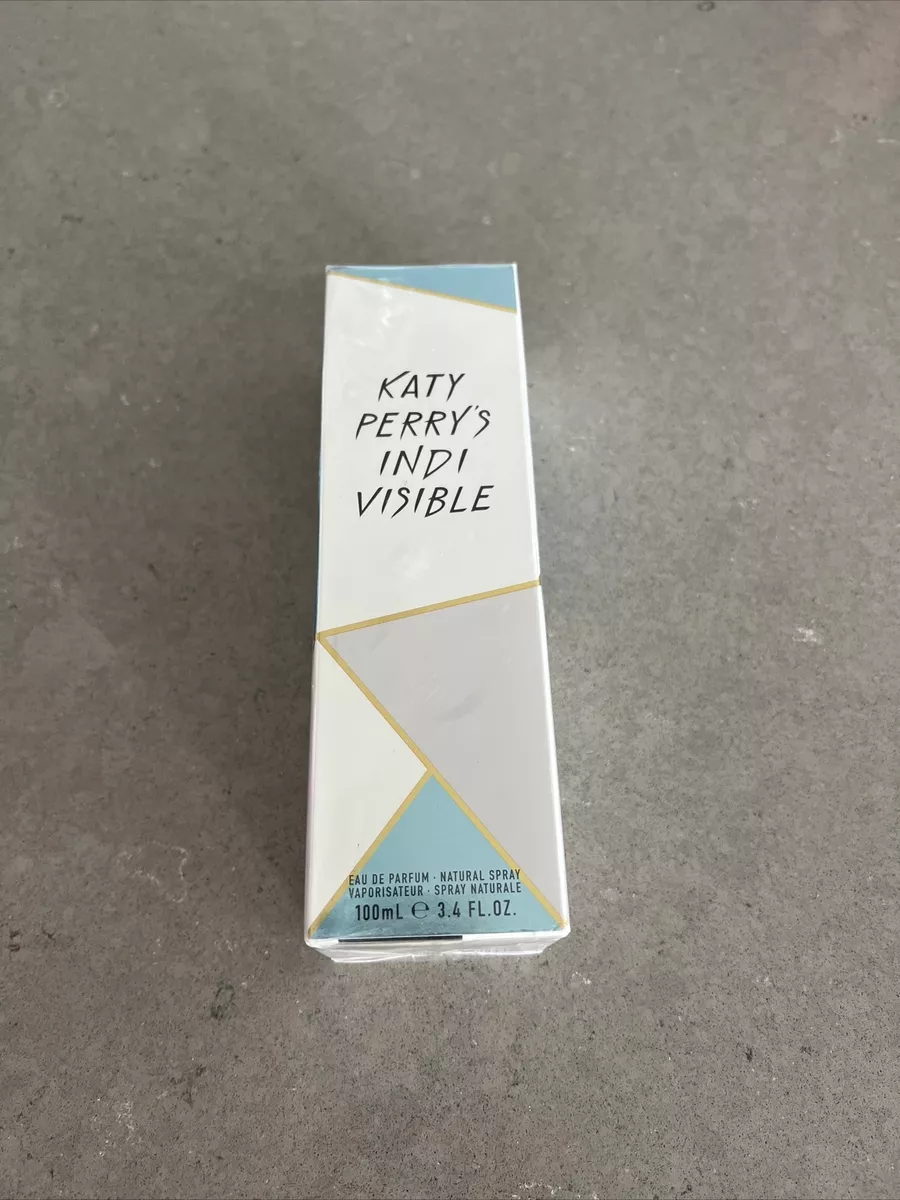 KATY
PERRY'S
INDI
VISIBLE
EAU DE PARFUM · NATURAL SPRAY
VAPORISATEUR · SPRAY NATURALE
100mL ℮ 3.4 FL.OZ.